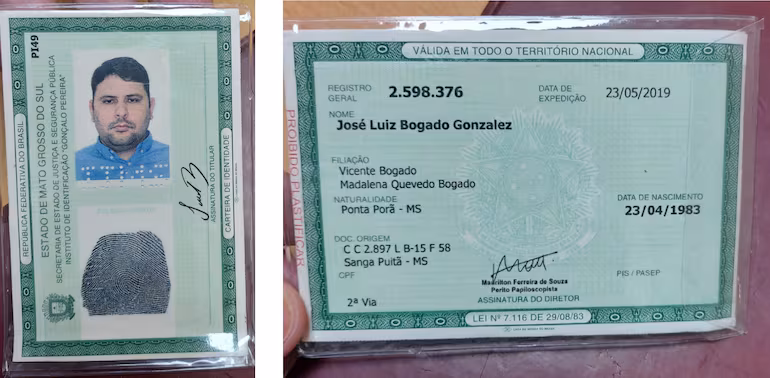 REPÚBLICA FEDERATIVA DO BRASIL
ESTADO DE MATO GROSSO DO SUL
SECRETARIA DE ESTADO DE JUSTIÇA E SEGURANÇA PÚBLICA
INSTITUTO DE IDENTIFICAÇÃO "GONÇALO PEREIRA"
PI49
ASSINATURA DO TITULAR
CARTEIRA DE IDENTIDADE
VÁLIDA EM TODO O TERRITÓRIO NACIONAL
PROIBIDO PLASTIFICAR
REGISTRO GERAL 2.598.376 DATA DE EXPEDIÇÃO 23/05/2019
NOME
José Luiz Bogado Gonzalez
FILIAÇÃO
Vicente Bogado
Madalena Quevedo Bogado
NATURALIDADE DATA DE NASCIMENTO
Ponta Porã - MS 23/04/1983
DOC. ORIGEM
C C 2.897 L B-15 F 58
Sanga Puitã - MS
CPF PIS / PASEP
Maerilton Ferreira de Souza
Perito Papiloscopista
2ª Via ASSINATURA DO DIRETOR
LEI Nº 7.116 DE 29/08/83